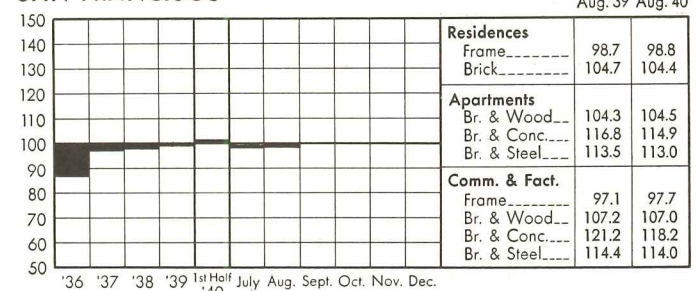 Aug. 39 Aug. 40
150
140
130
120
110
100
90
80
70
60
50
'36 '37 '38 '39 1st Half July Aug. Sept. Oct. Nov. Dec.
'40
Residences
Frame 98.7 98.8
Brick 104.7 104.4
Apartments
Br. & Wood 104.3 104.5
Br. & Conc. 116.8 114.9
Br. & Steel 113.5 113.0
Comm. & Fact.
Frame 97.1 97.7
Br. & Wood 107.2 107.0
Br. & Conc. 121.2 118.2
Br. & Steel 114.4 114.0